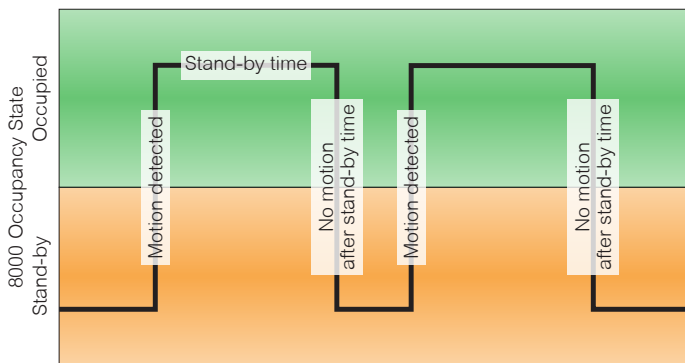 8000 Occupancy State
Occupied
Stand-by
Motion detected
Stand-by time
No motion
after stand-by time
Motion detected
No motion
after stand-by time